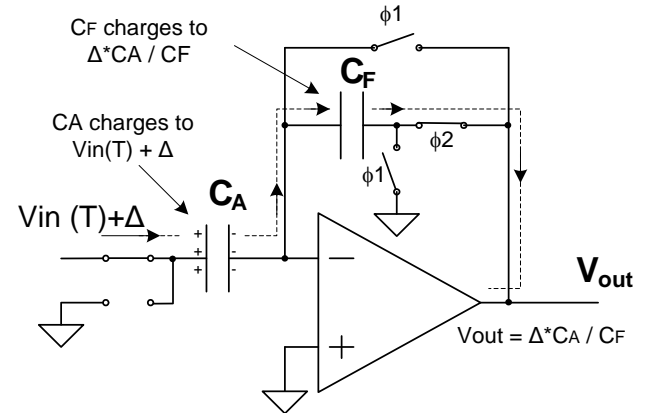 ϕ1
CF charges to
Δ*CA / CF
CF
ϕ2
CA charges to
Vin(T) + Δ
ϕ1
CA
Vin (T)+Δ
+
+
+
-
-
-
−
+
Vout
Vout = Δ*CA / CF